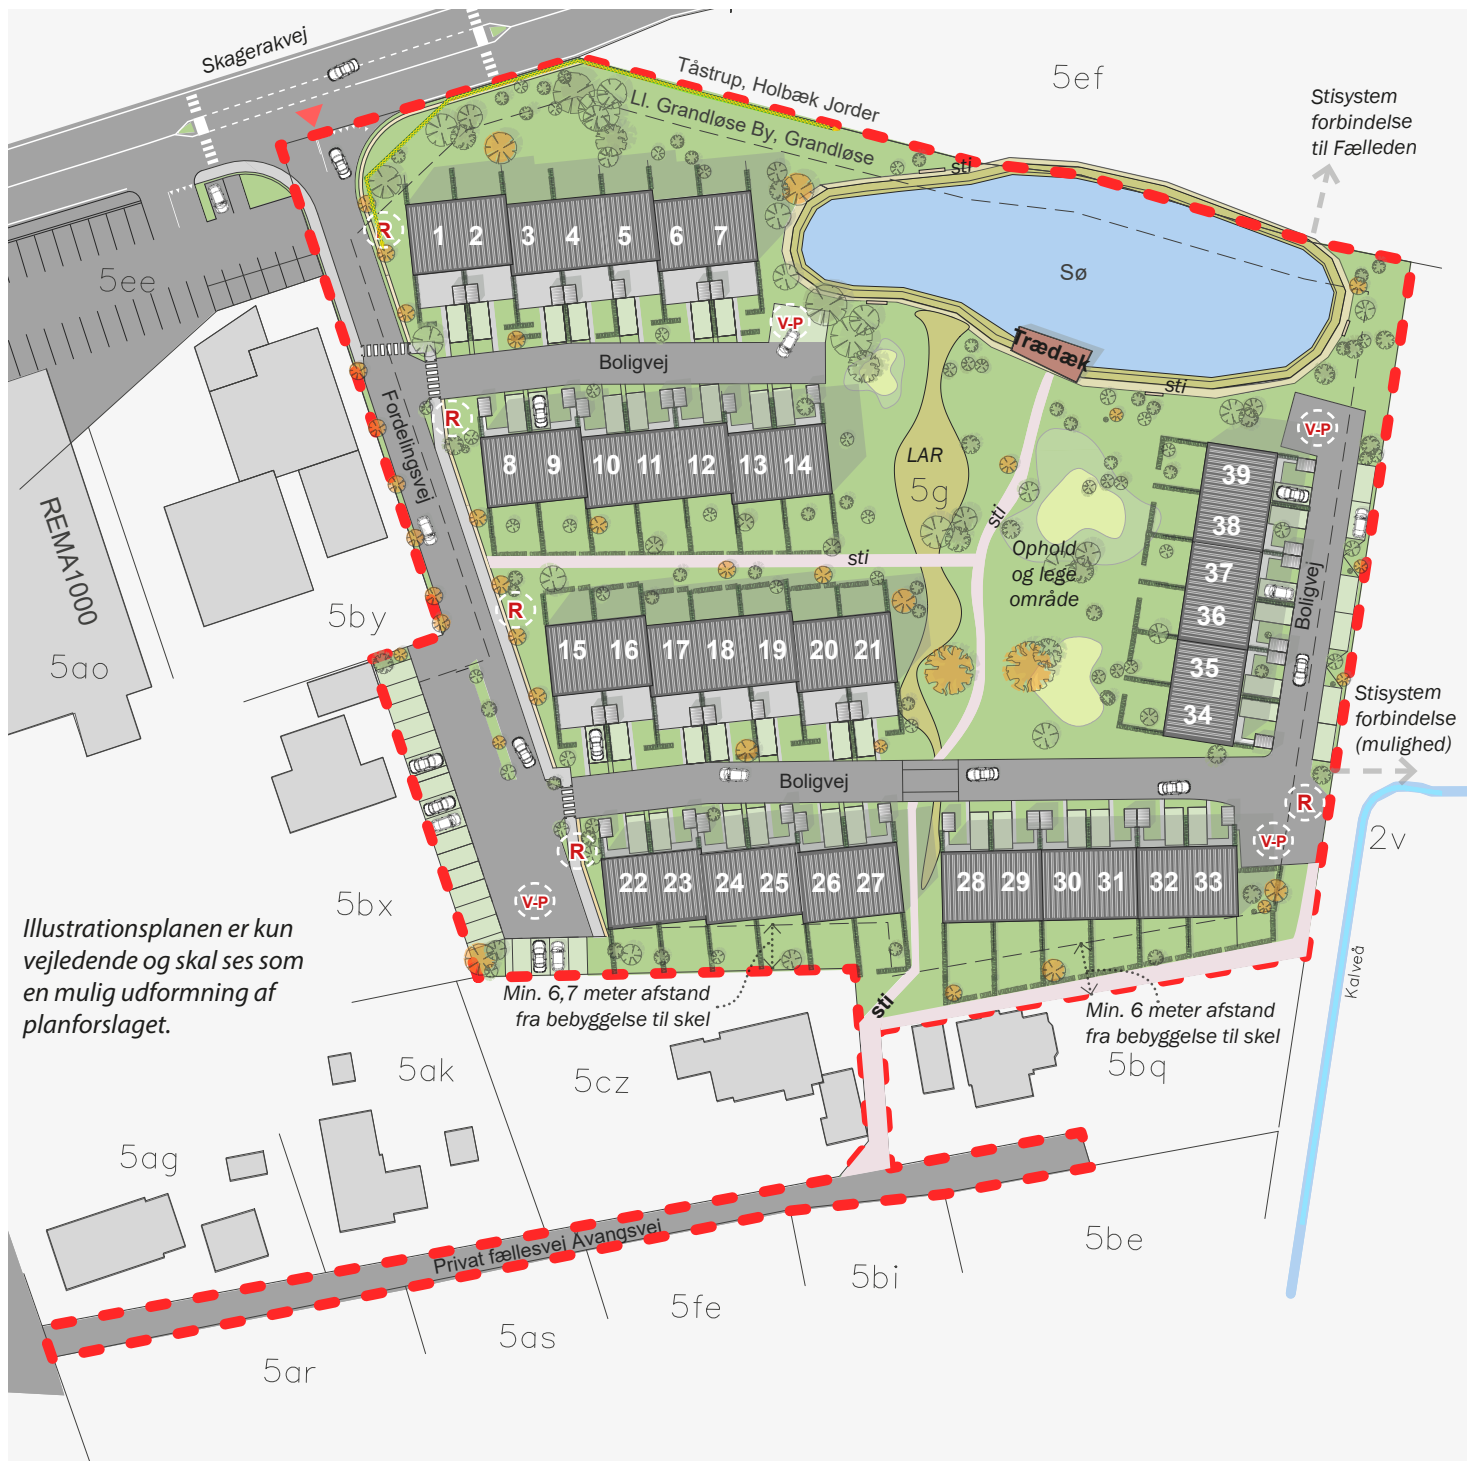 Skagerakvej
Tåstrup, Holbæk Jorder
Ll. Grandløse By, Grandløse
5ef
Stisystem
forbindelse
til Fælleden
sti
R
1 2 3 4 5 6 7
5ee
Sø
V-P
Boligvej
Trædæk
sti
Fordelingsvej
R
V-P
8 9 10 11 12 13 14
LAR
5g
39
38
37
36
35
34
Boligvej
REMA1000
sti
sti
Ophold
og lege
område
R
5by
5ao
15 16 17 18 19 20 21
Stisystem
forbindelse
(mulighed)
Boligvej
R
V-P
2v
R
22 23 24 25 26 27
28 29 30 31 32 33
V-P
5bx
Illustrationsplanen er kun
vejledende og skal ses som
en mulig udformning af
planforslaget.
Kalveå
Min. 6,7 meter afstand
fra bebyggelse til skel
sti
Min. 6 meter afstand
fra bebyggelse til skel
5ak
5cz
5bq
5ag
Privat fællesvej Avangsvej
5be
5bi
5fe
5as
5ar